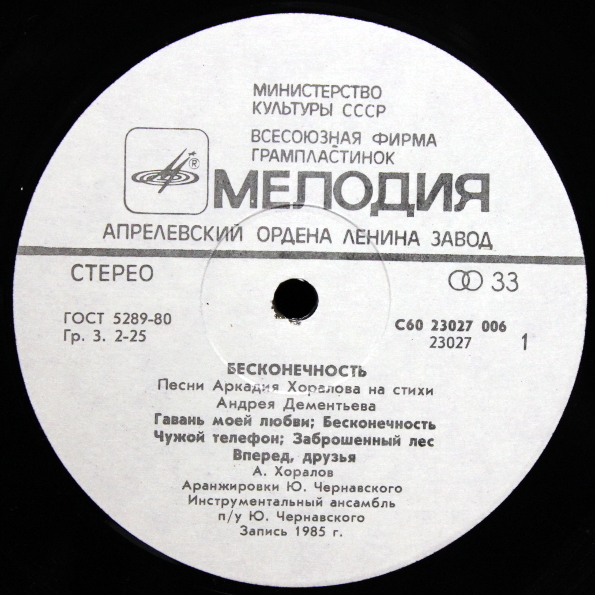 МИНИСТЕРСТВО
КУЛЬТУРЫ СССР
ВСЕСОЮЗНАЯ ФИРМА
ГРАМПЛАСТИНОК
®
МЕЛОДИЯ
АПРЕЛЕВСКИЙ ОРДЕНА ЛЕНИНА ЗАВОД
СТЕРЕО
33
ГОСТ 5289-80
Гр. 3. 2-25
С60 23027 006
23027 1
БЕСКОНЕЧНОСТЬ
Песни Аркадия Хоралова на стихи
Андрея Дементьева
Гавань моей любви; Бесконечность
Чужой телефон; Заброшенный лес
Вперед, друзья
А. Хоралов
Аранжировки Ю. Чернавского
Инструментальный ансамбль
п/у Ю. Чернавского
Запись 1985 г.